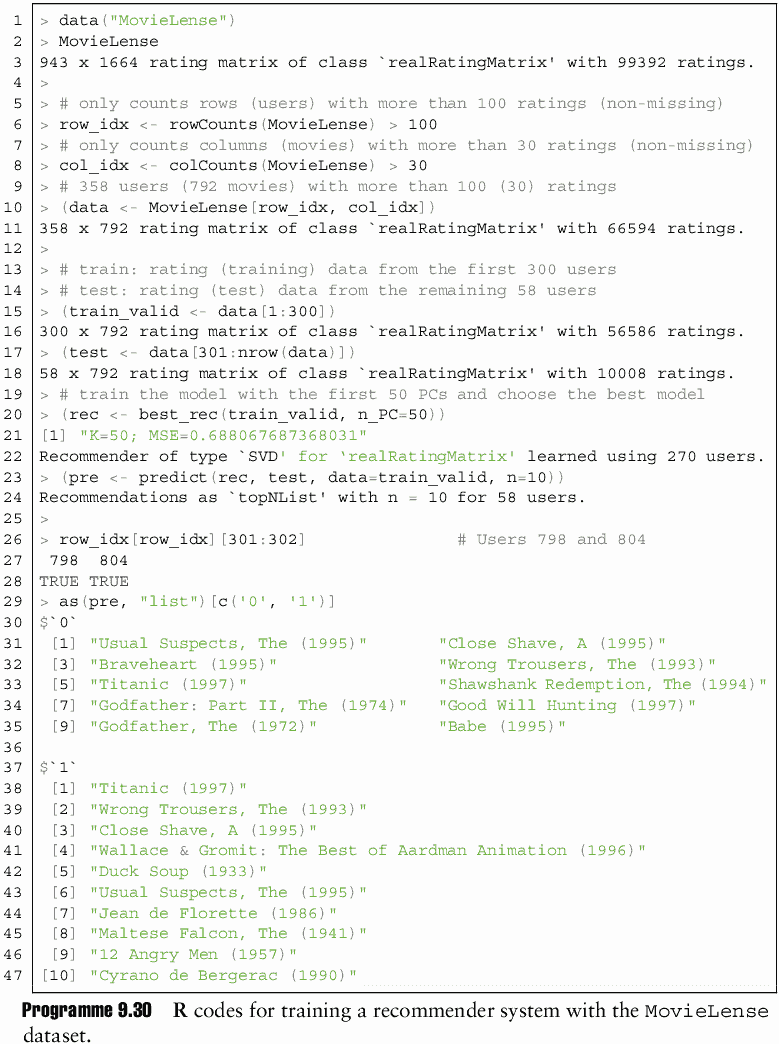 1 > data("MovieLense")
2 > MovieLense
3 943 x 1664 rating matrix of class `realRatingMatrix' with 99392 ratings.
4 >
5 > # only counts rows (users) with more than 100 ratings (non-missing)
6 > row_idx <- rowCounts(MovieLense) > 100
7 > # only counts columns (movies) with more than 30 ratings (non-missing)
8 > col_idx <- colCounts(MovieLense) > 30
9 > # 358 users (792 movies) with more than 100 (30) ratings
10 > (data <- MovieLense[row_idx, col_idx])
11 358 x 792 rating matrix of class `realRatingMatrix' with 66594 ratings.
12 >
13 > # train: rating (training) data from the first 300 users
14 > # test: rating (test) data from the remaining 58 users
15 > (train_valid <- data[1:300])
16 300 x 792 rating matrix of class `realRatingMatrix' with 56586 ratings.
17 > (test <- data[301:nrow(data)])
18 58 x 792 rating matrix of class `realRatingMatrix' with 10008 ratings.
19 > # train the model with the first 50 PCs and choose the best model
20 > (rec <- best_rec(train_valid, n_PC=50))
21 [1] "K=50; MSE=0.688067687368031"
22 Recommender of type `SVD' for `realRatingMatrix' learned using 270 users.
23 > (pre <- predict(rec, test, data=train_valid, n=10))
24 Recommendations as `topNList' with n = 10 for 58 users.
25 >
26 > row_idx[row_idx][301:302] # Users 798 and 804
27 798 804
28 TRUE TRUE
29 > as(pre, "list")[c('0', '1')]
30 $`0`
31 [1] "Usual Suspects, The (1995)" "Close Shave, A (1995)"
32 [3] "Braveheart (1995)" "Wrong Trousers, The (1993)"
33 [5] "Titanic (1997)" "Shawshank Redemption, The (1994)"
34 [7] "Godfather: Part II, The (1974)" "Good Will Hunting (1997)"
35 [9] "Godfather, The (1972)" "Babe (1995)"
36
37 $`1`
38 [1] "Titanic (1997)"
39 [2] "Wrong Trousers, The (1993)"
40 [3] "Close Shave, A (1995)"
41 [4] "Wallace & Gromit: The Best of Aardman Animation (1996)"
42 [5] "Duck Soup (1933)"
43 [6] "Usual Suspects, The (1995)"
44 [7] "Jean de Florette (1986)"
45 [8] "Maltese Falcon, The (1941)"
46 [9] "12 Angry Men (1957)"
47 [10] "Cyrano de Bergerac (1990)"
Programme 9.30 R codes for training a recommender system with the MovieLense
dataset.